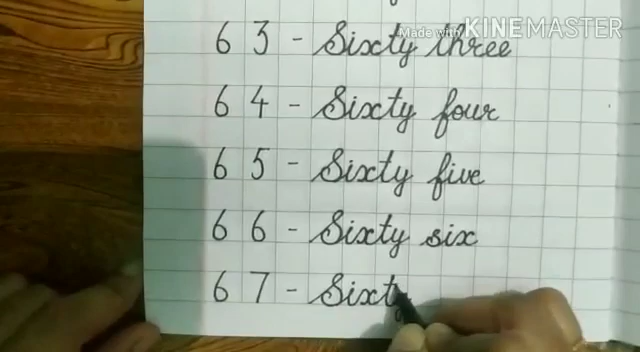 Made with KINEMASTER
63 - Sixty three
64 - Sixty four
65 - Sixty five
66 - Sixty six
67 - Sixty